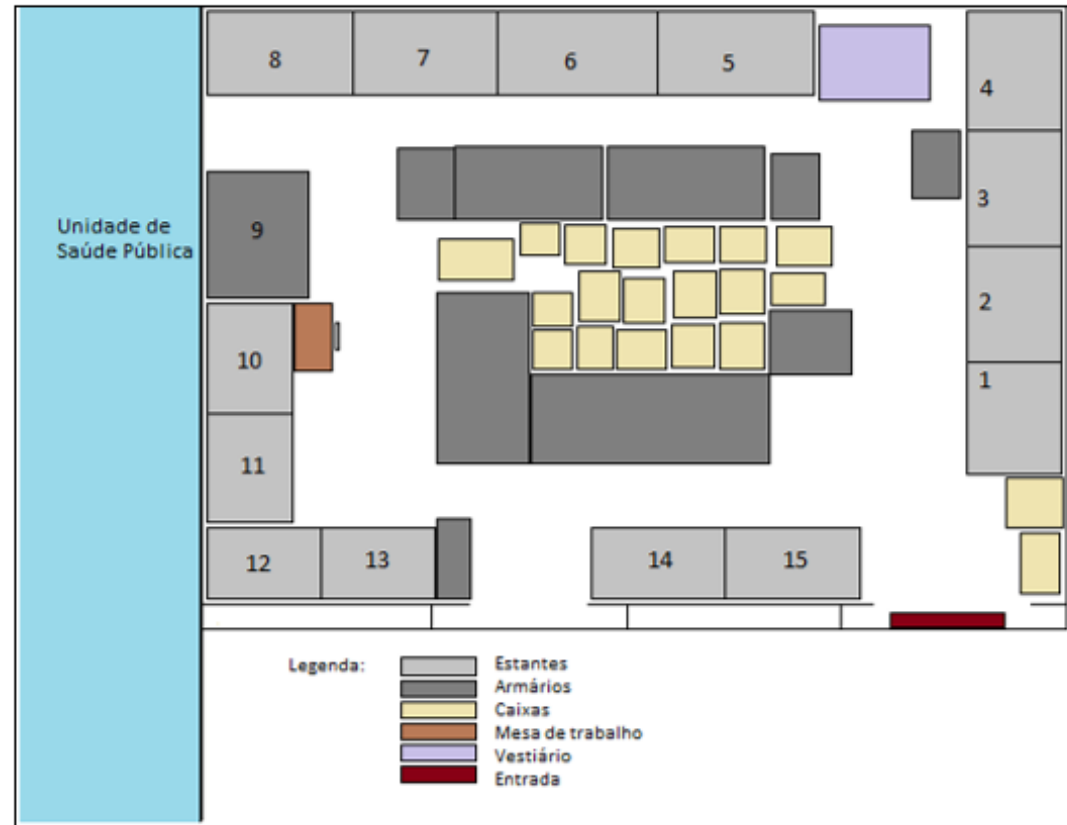 8
7
6
5
4
3
2
1
Unidade de
Saúde Pública
9
10
11
12
13
14
15
Legenda:
Estantes
Armários
Caixas
Mesa de trabalho
Vestiário
Entrada